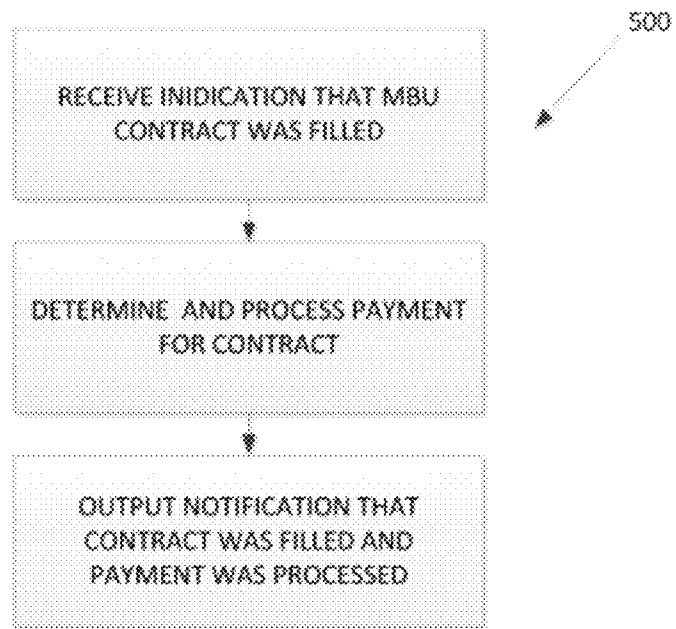 500
RECEIVE INIDICATION THAT MBU
CONTRACT WAS FILLED
DETERMINE AND PROCESS PAYMENT
FOR CONTRACT
OUTPUT NOTIFICATION THAT
CONTRACT WAS FILLED AND
PAYMENT WAS PROCESSED